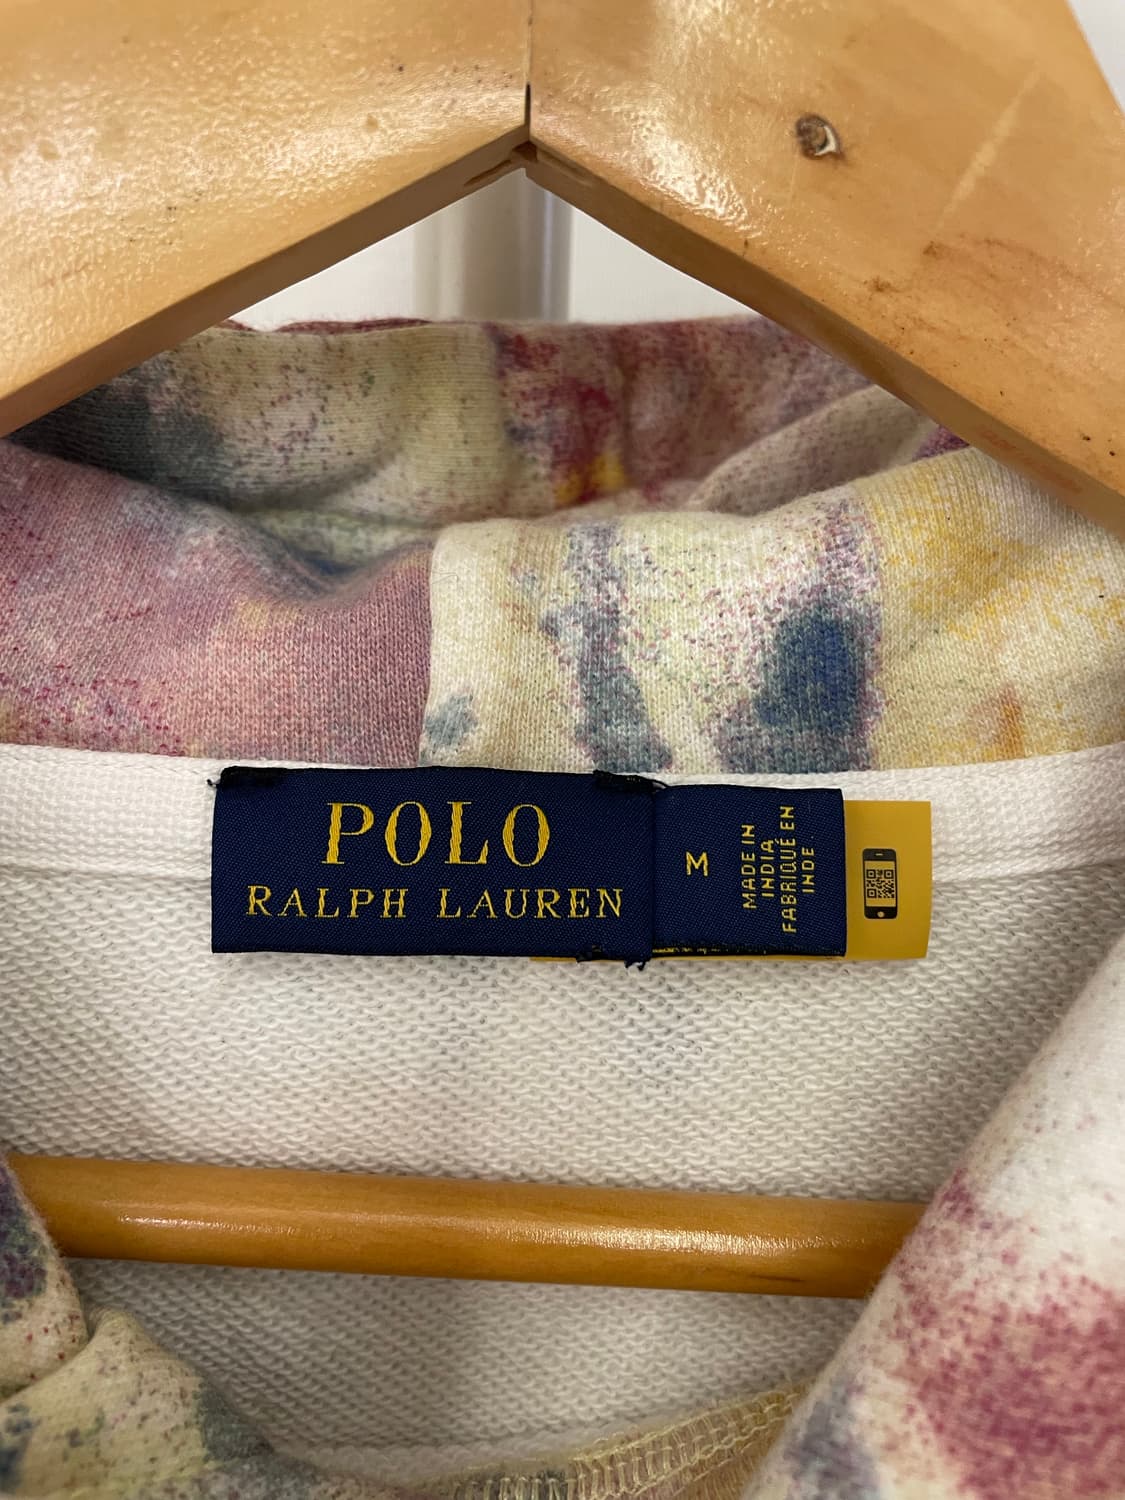 POLO
RALPH LAUREN
M
MADE IN
INDIA
FABRIQUÉ EN
INDE